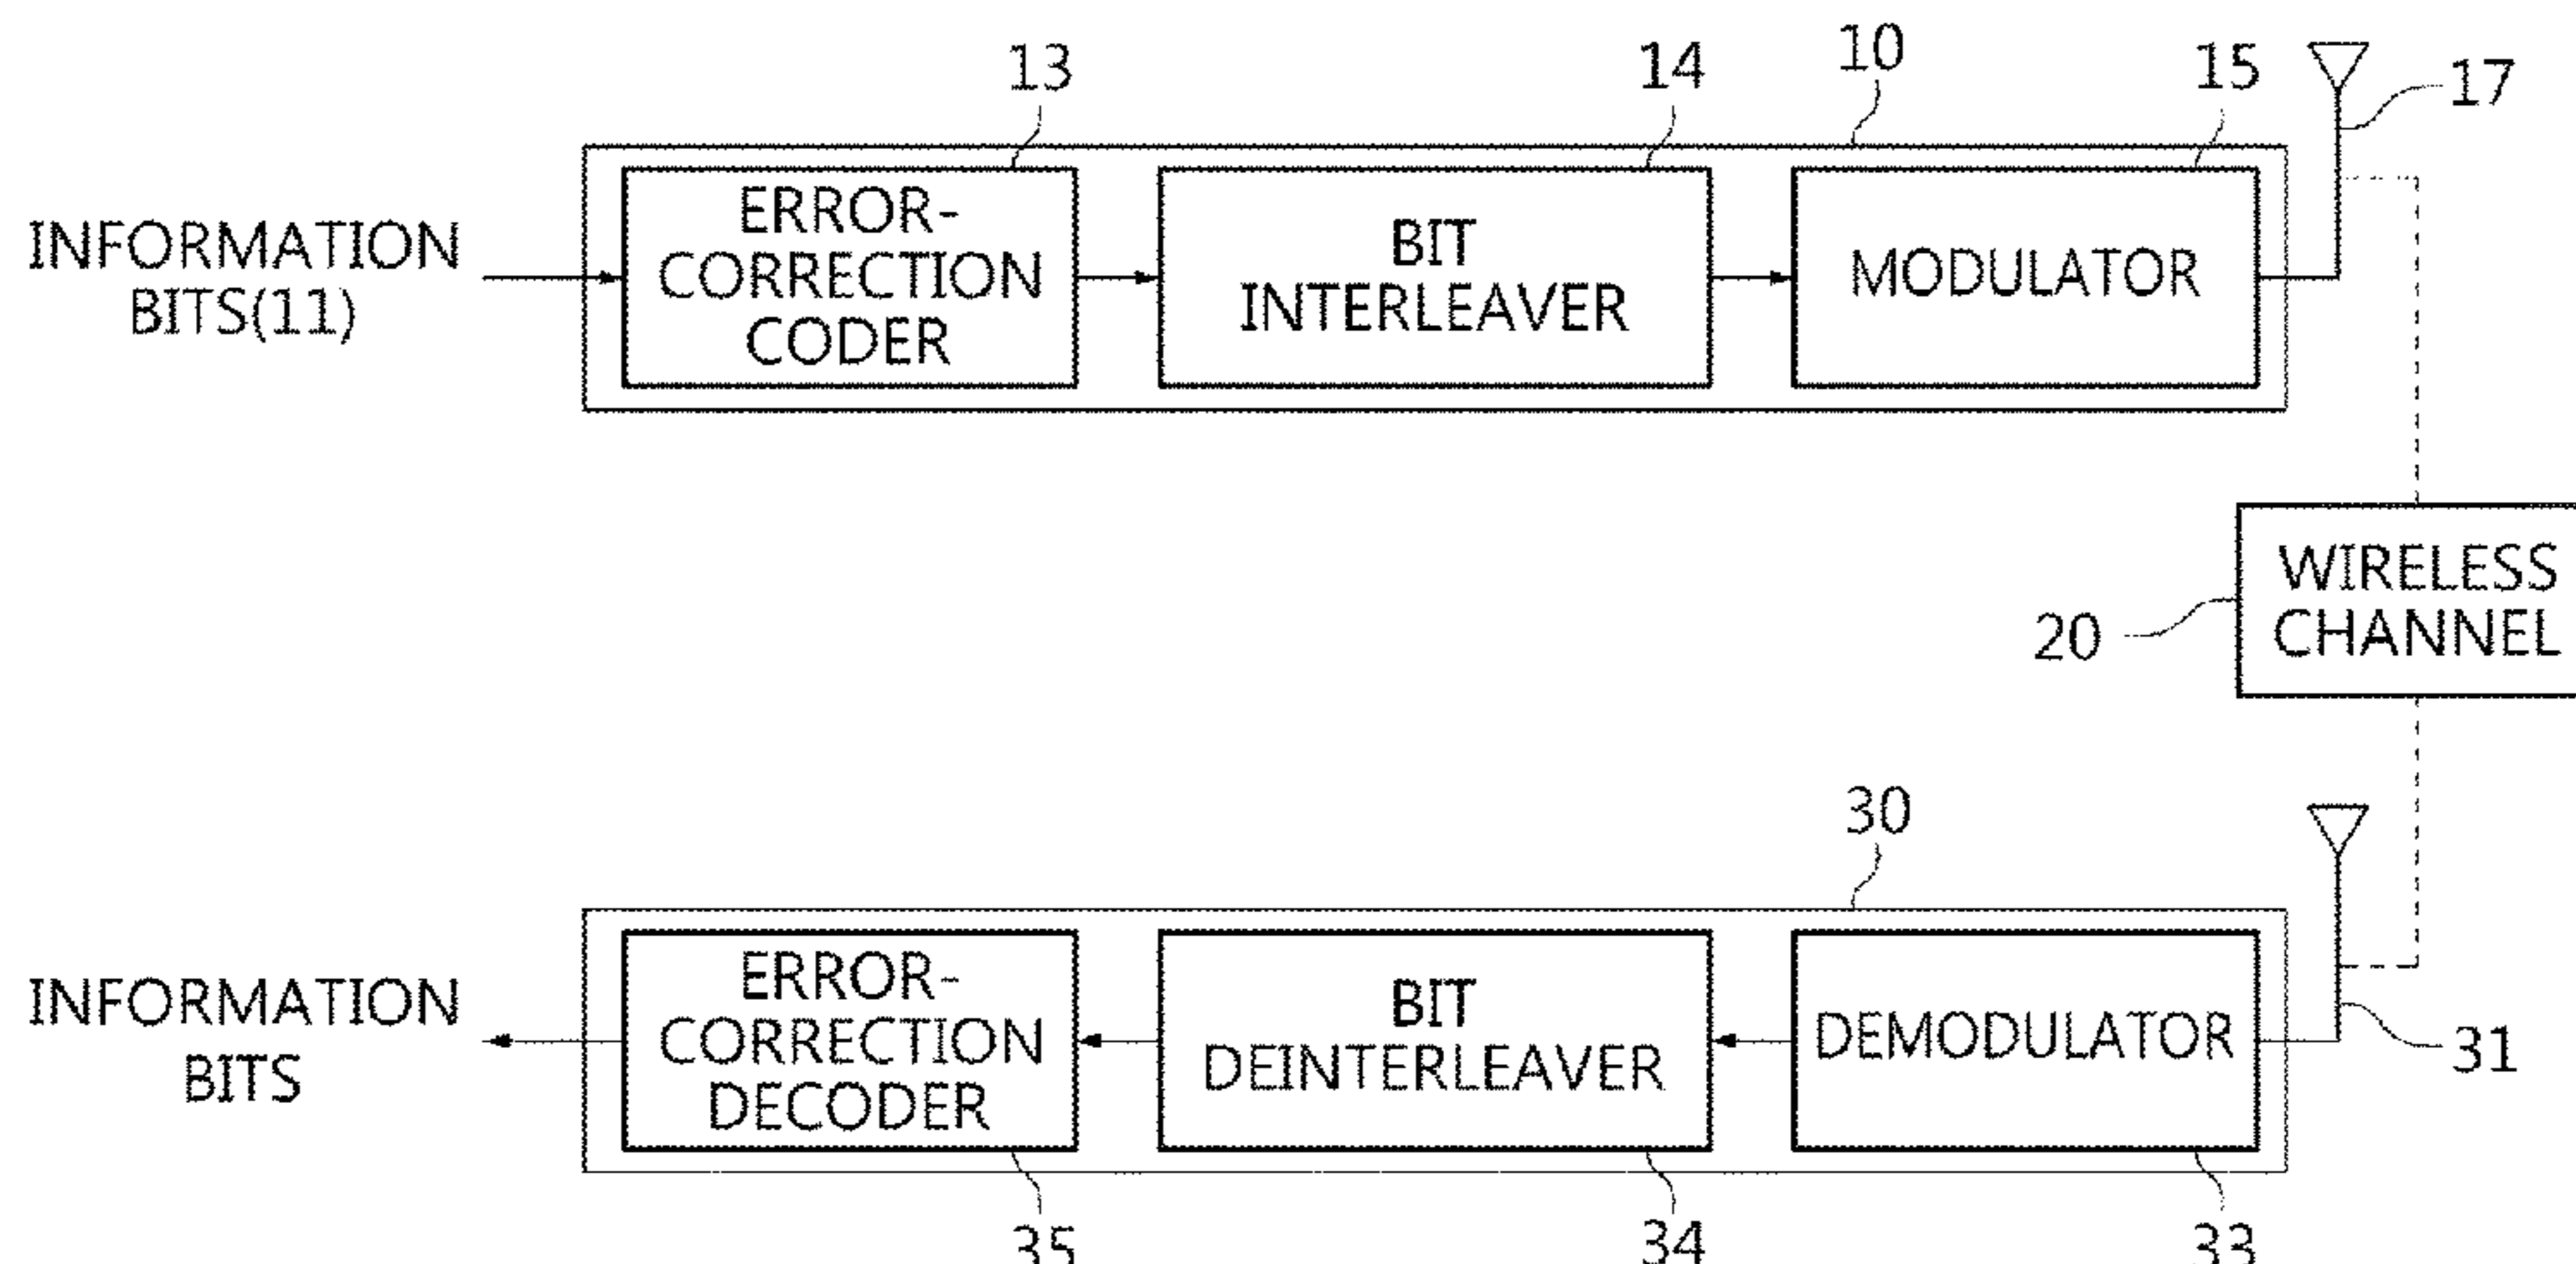 13
14
10
15
17
INFORMATION
BITS(11)
ERROR-
CORRECTION
CODER
BIT
INTERLEAVER
MODULATOR
WIRELESS
CHANNEL
20
30
INFORMATION
BITS
ERROR-
CORRECTION
DECODER
BIT
DEINTERLEAVER
DEMODULATOR
31
35
34
33